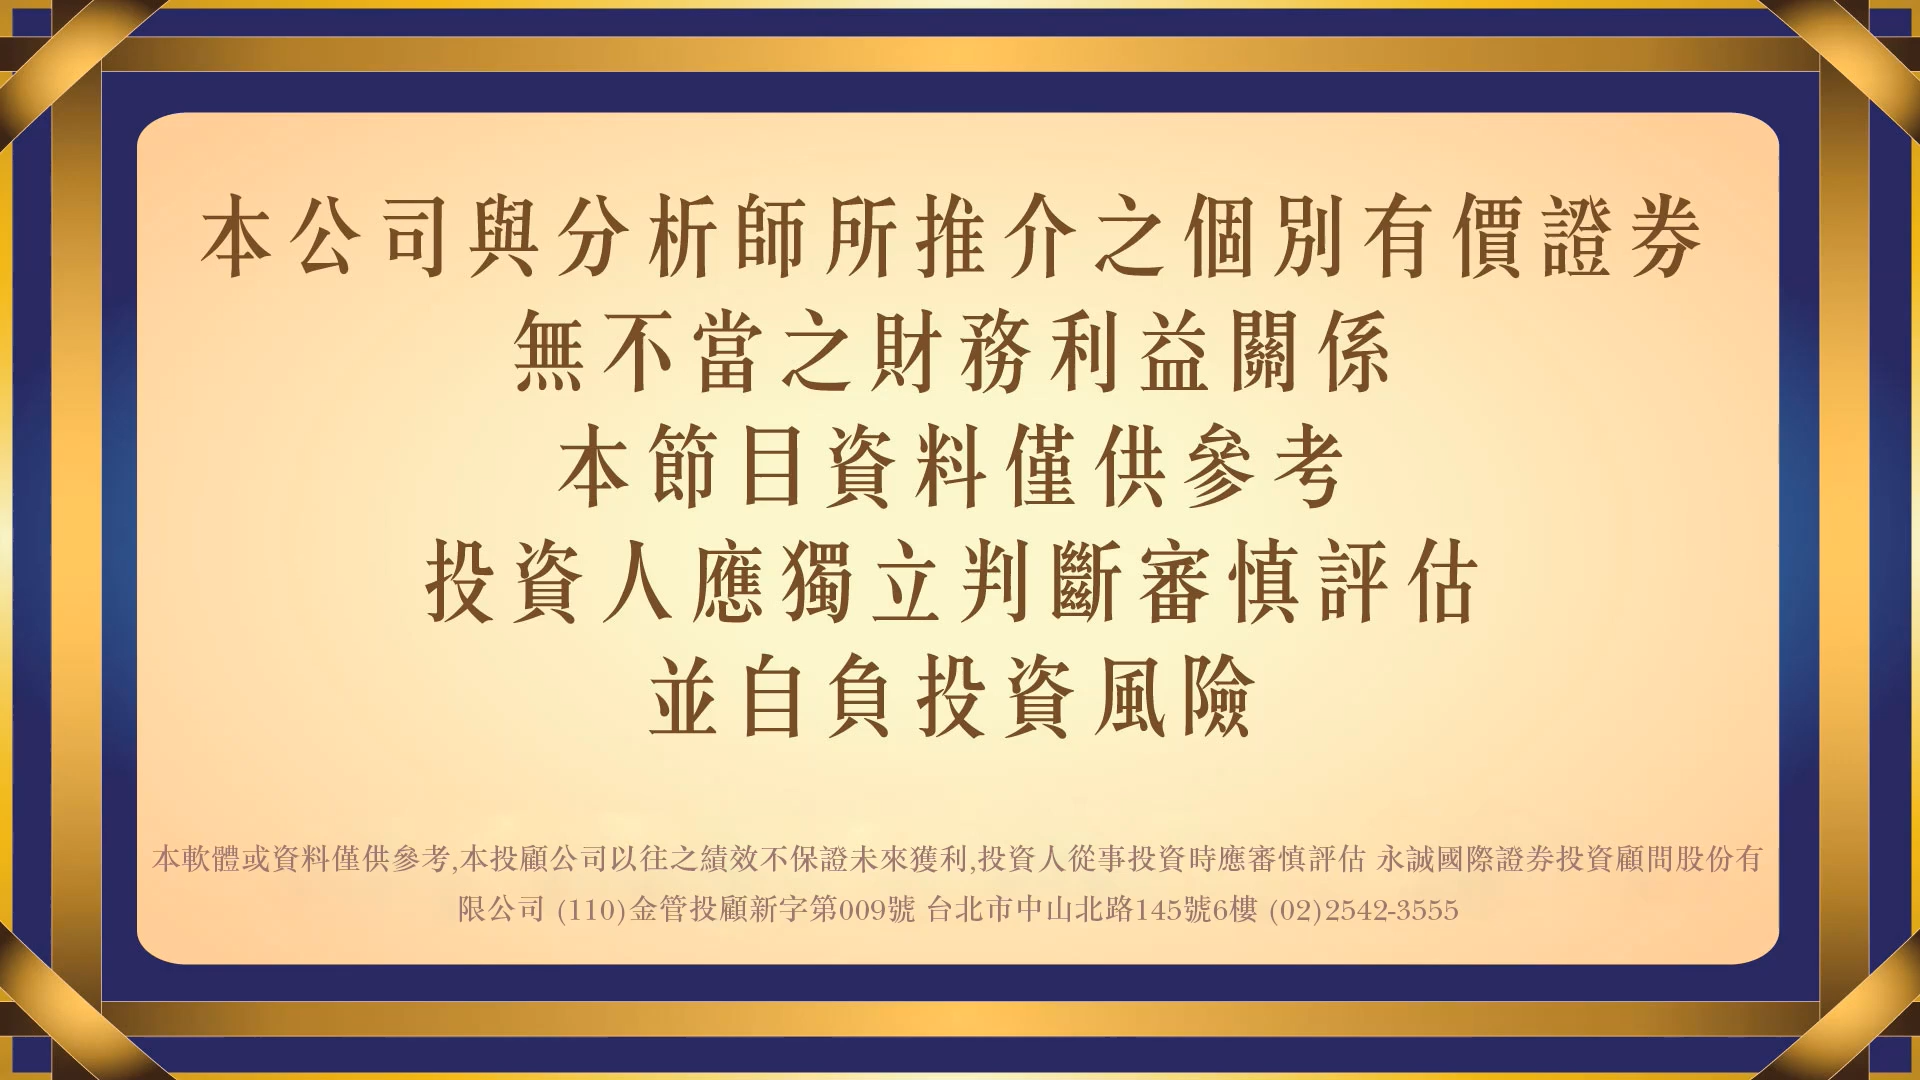 本公司與分析師所推介之個別有價證券
無不當之財務利益關係
本節目資料僅供參考
投資人應獨立判斷審慎評估
並自負投資風險
本軟體或資料僅供參考,本投顧公司以往之績效不保證未來獲利,投資人從事投資時應審慎評估 永誠國際證券投資顧問股份有
限公司 (110)金管投顧新字第009號 台北市中山北路145號6樓 (02)2542-3555